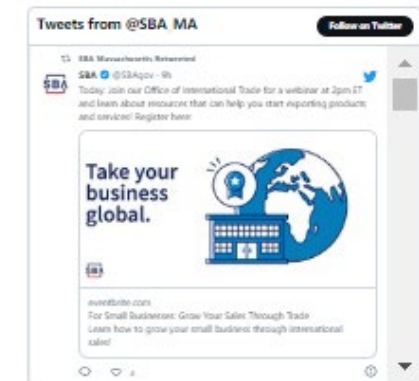 Tweets from @SBA_MA
Follow on Twitter
SBA Massachusetts Retweeted
SBA @SBAgov · 9h
SBA
Today: Join our Office of International Trade for a webinar at 2pm ET
and learn about resources that can help you start exporting products
and services! Register here:
Take your
business
global.
SBA
eventbrite.com
For Small Businesses: Grow Your Sales Through Trade
Learn how to grow your small business through international
sales!
4